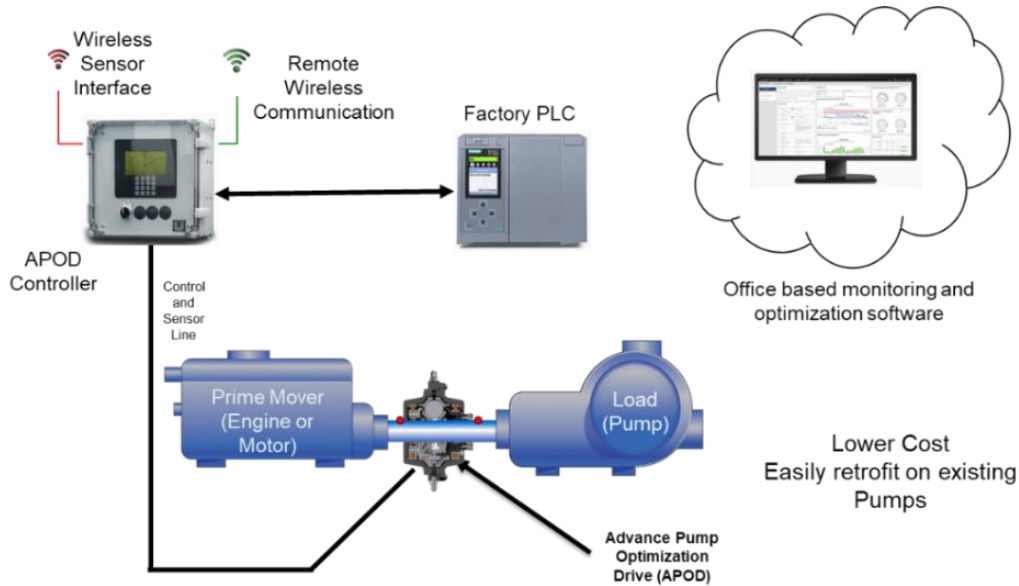 Wireless
Sensor
Interface
Remote
Wireless
Communication
Factory PLC
APOD
Controller
Control
and
Sensor
Line
Office based monitoring and
optimization software
Prime Mover
(Engine or
Motor)
Load
(Pump)
Lower Cost
Easily retrofit on existing
Pumps
Advance Pump
Optimization
Drive (APOD)